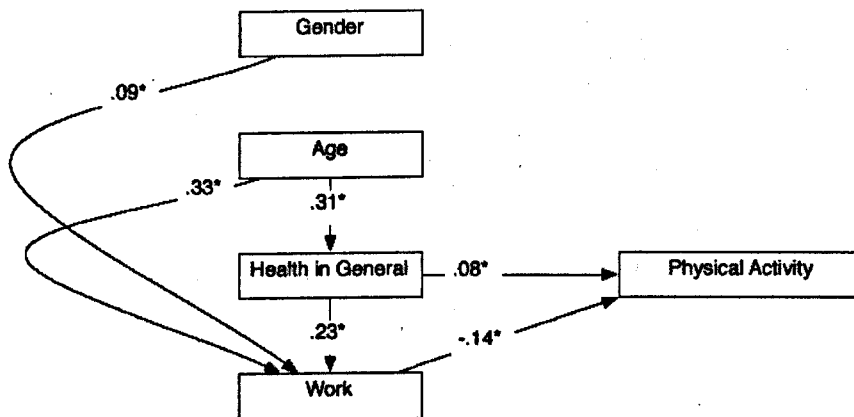 Gender
.09*
Age
.33*
.31*
Health in General
.08*
Physical Activity
.23*
-.14*
Work